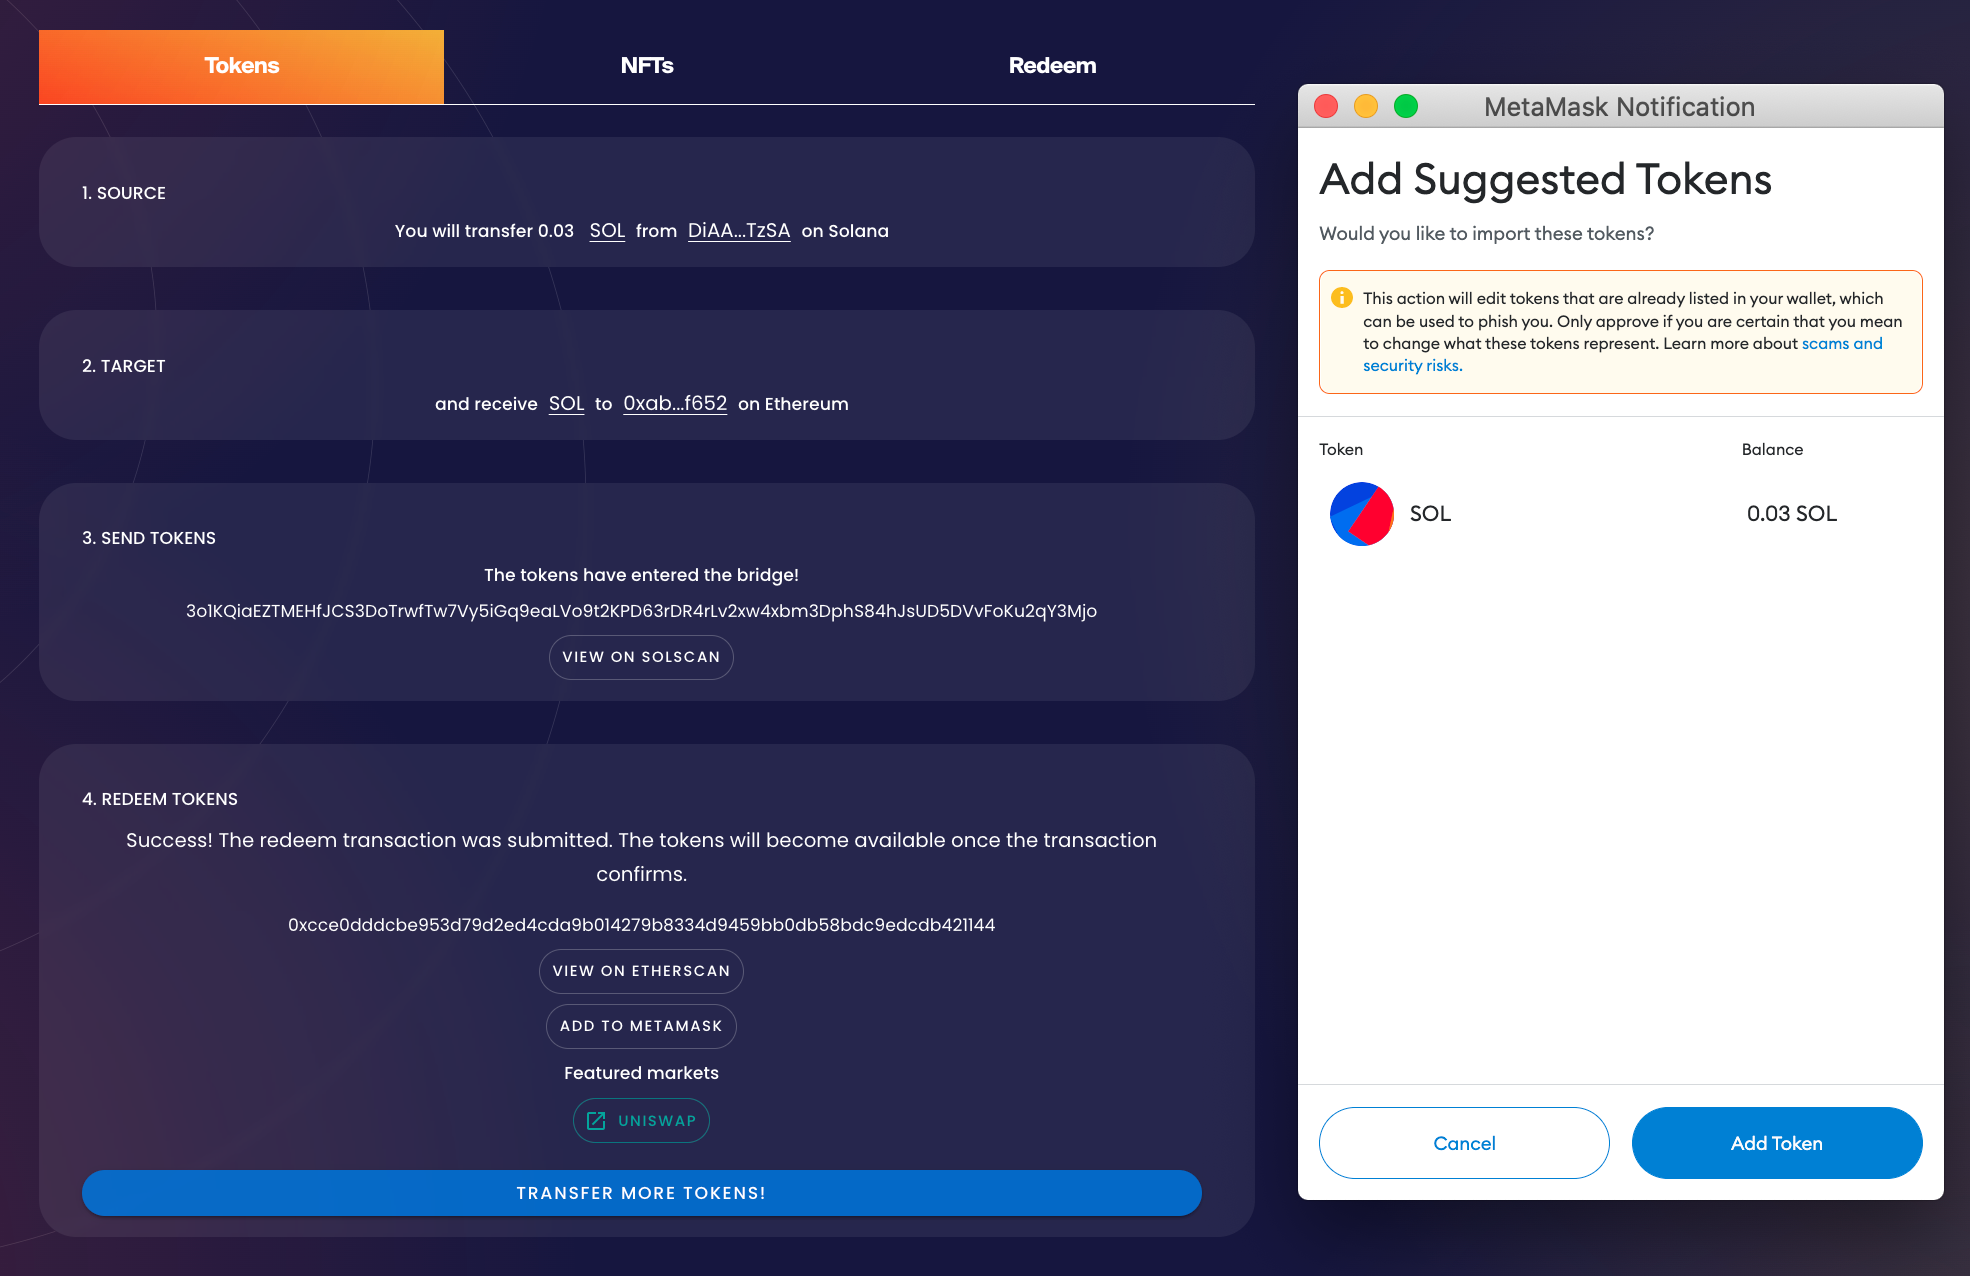 Tokens
NFTs
Redeem
1. SOURCE
You will transfer 0.03 SOL from DiAA...TzSA on Solana
2. TARGET
and receive SOL to 0xab...f652 on Ethereum
3. SEND TOKENS
The tokens have entered the bridge!
3o1KQiaEZTMEHfJCS3DoTrwfTw7Vy5iGq9eaLVo9t2KPD63rDR4rLv2xw4xbm3DphS84hJsUD5DVvFoKu2qY3Mjo
VIEW ON SOLSCAN
4. REDEEM TOKENS
Success! The redeem transaction was submitted. The tokens will become available once the transaction
confirms.
0xcce0dddcbe953d79d2ed4cda9b014279b8334d9459bb0db58bdc9edcdb421144
VIEW ON ETHERSCAN
ADD TO METAMASK
Featured markets
UNISWAP
TRANSFER MORE TOKENS!
MetaMask Notification
Add Suggested Tokens
Would you like to import these tokens?
This action will edit tokens that are already listed in your wallet, which
can be used to phish you. Only approve if you are certain that you mean
to change what these tokens represent. Learn more about scams and
security risks.
Token
Balance
SOL
0.03 SOL
Cancel
Add Token